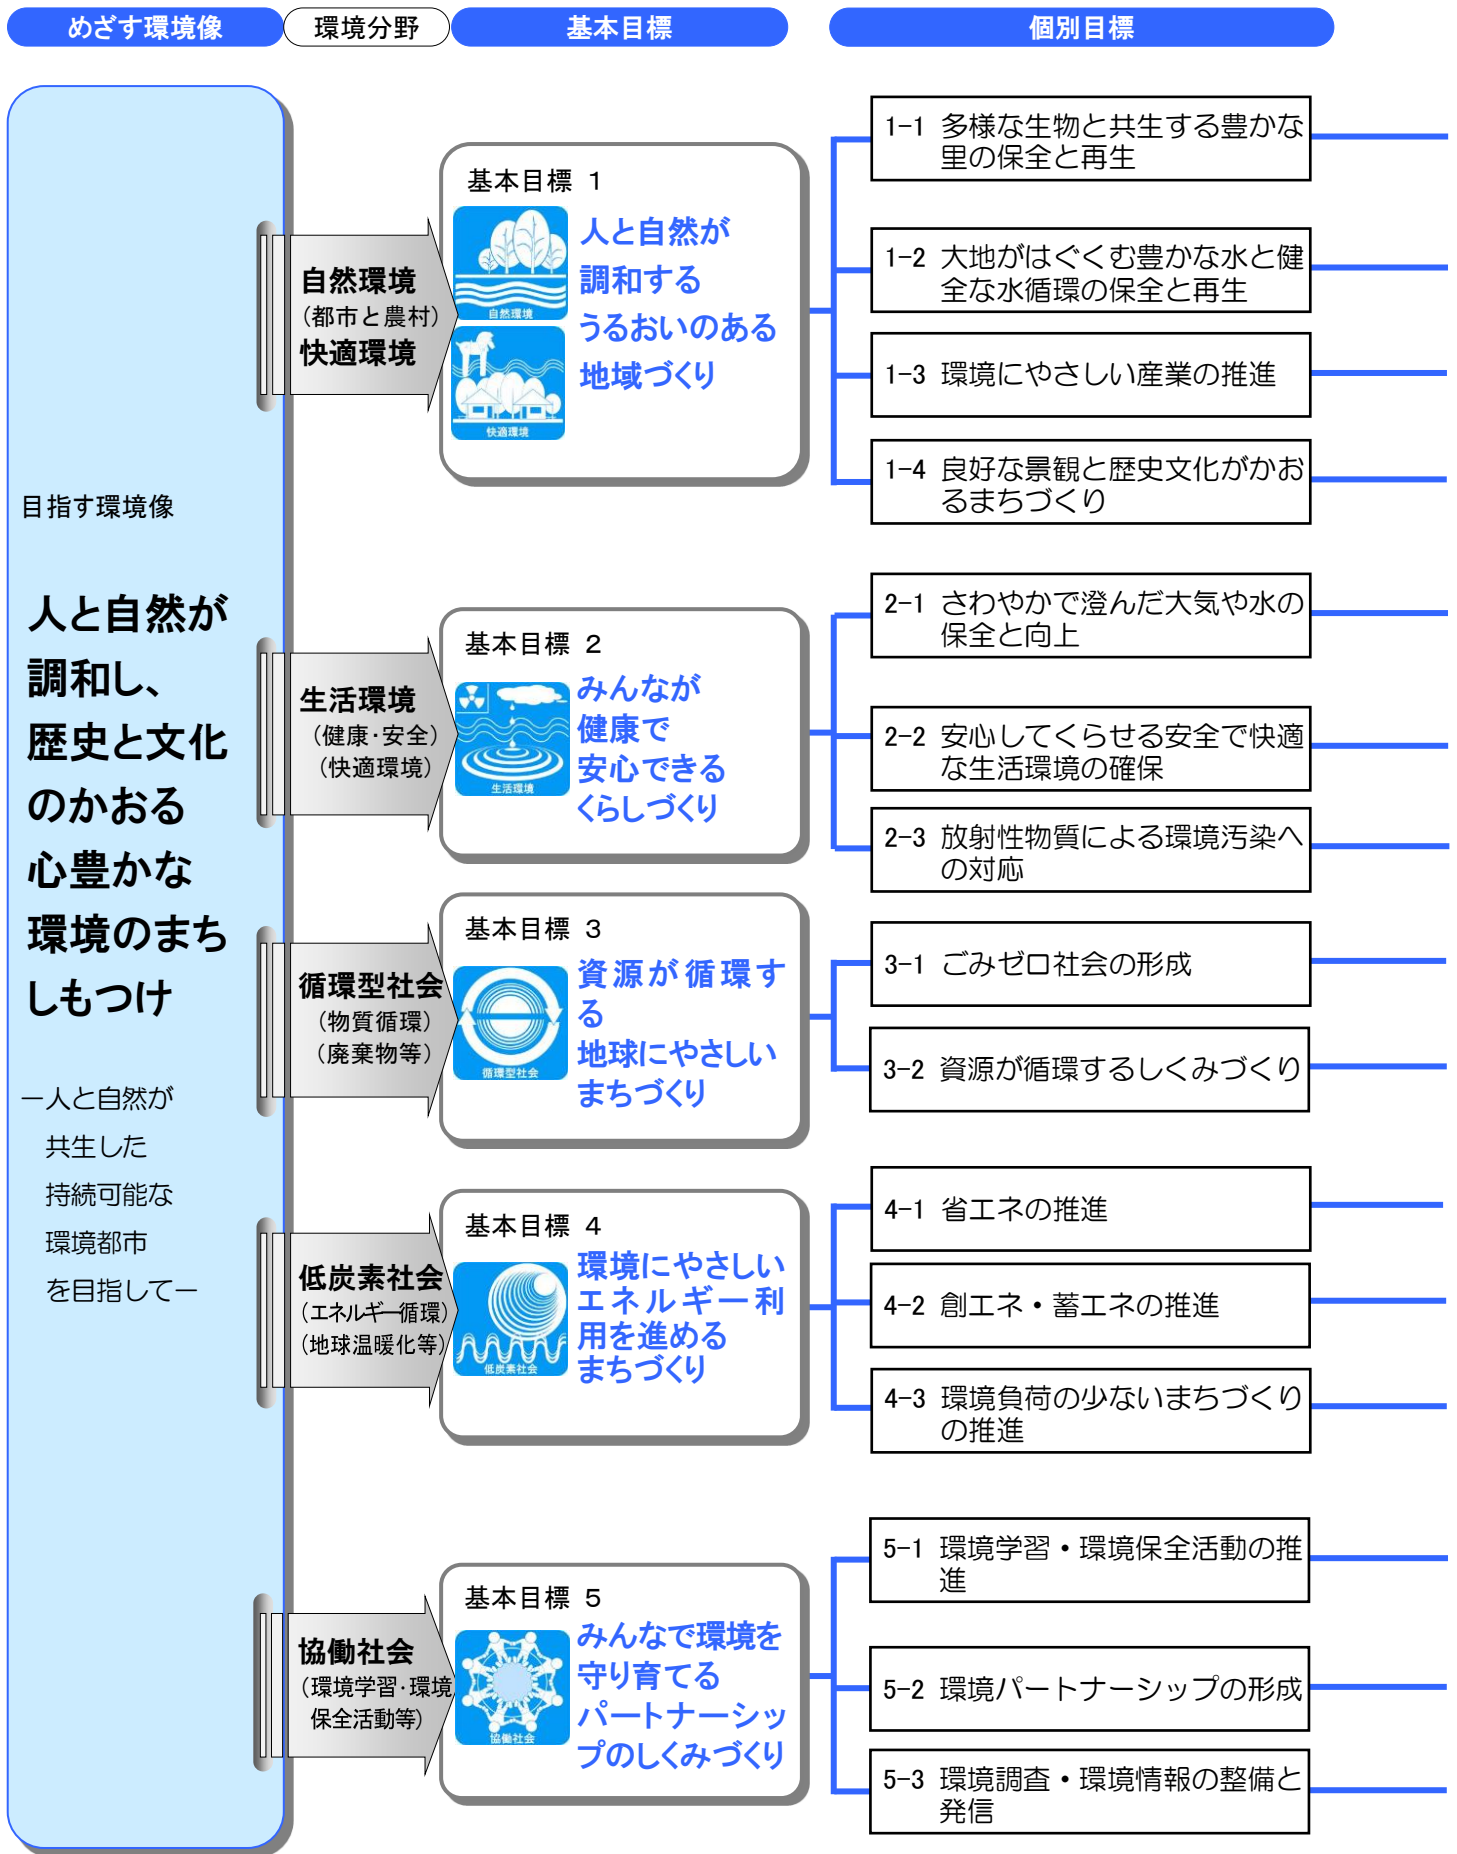 めざす環境像
環境分野
基本目標
個別目標
目指す環境像
人と自然が
調和し、
歴史と文化
のかおる
心豊かな
環境のまち
しもつけ
－人と自然が
共生した
持続可能な
環境都市
を目指して－
自然環境
（都市と農村）
快適環境
基本目標 1
人と自然が
調和する
うるおいのある
地域づくり
自然環境
快適環境
1-1 多様な生物と共生する豊かな
里の保全と再生
1-2 大地がはぐくむ豊かな水と健
全な水循環の保全と再生
1-3 環境にやさしい産業の推進
1-4 良好な景観と歴史文化がかお
るまちづくり
生活環境
（健康・安全）
（快適環境）
基本目標 2
みんなが
健康で
安心できる
くらしづくり
生活環境
2-1 さわやかで澄んだ大気や水の
保全と向上
2-2 安心してくらせる安全で快適
な生活環境の確保
2-3 放射性物質による環境汚染へ
の対応
循環型社会
（物質循環）
（廃棄物等）
基本目標 3
資源が循環す
る
地球にやさしい
まちづくり
循環型社会
3-1 ごみゼロ社会の形成
3-2 資源が循環するしくみづくり
低炭素社会
（エネルギー循環）
（地球温暖化等）
基本目標 4
環境にやさしい
エネルギー利
用を進める
まちづくり
低炭素社会
4-1 省エネの推進
4-2 創エネ・蓄エネの推進
4-3 環境負荷の少ないまちづくり
の推進
協働社会
（環境学習・環境
保全活動等）
基本目標 5
みんなで環境を
守り育てる
パートナーシッ
プのしくみづくり
協働社会
5-1 環境学習・環境保全活動の推
進
5-2 環境パートナーシップの形成
5-3 環境調査・環境情報の整備と
発信